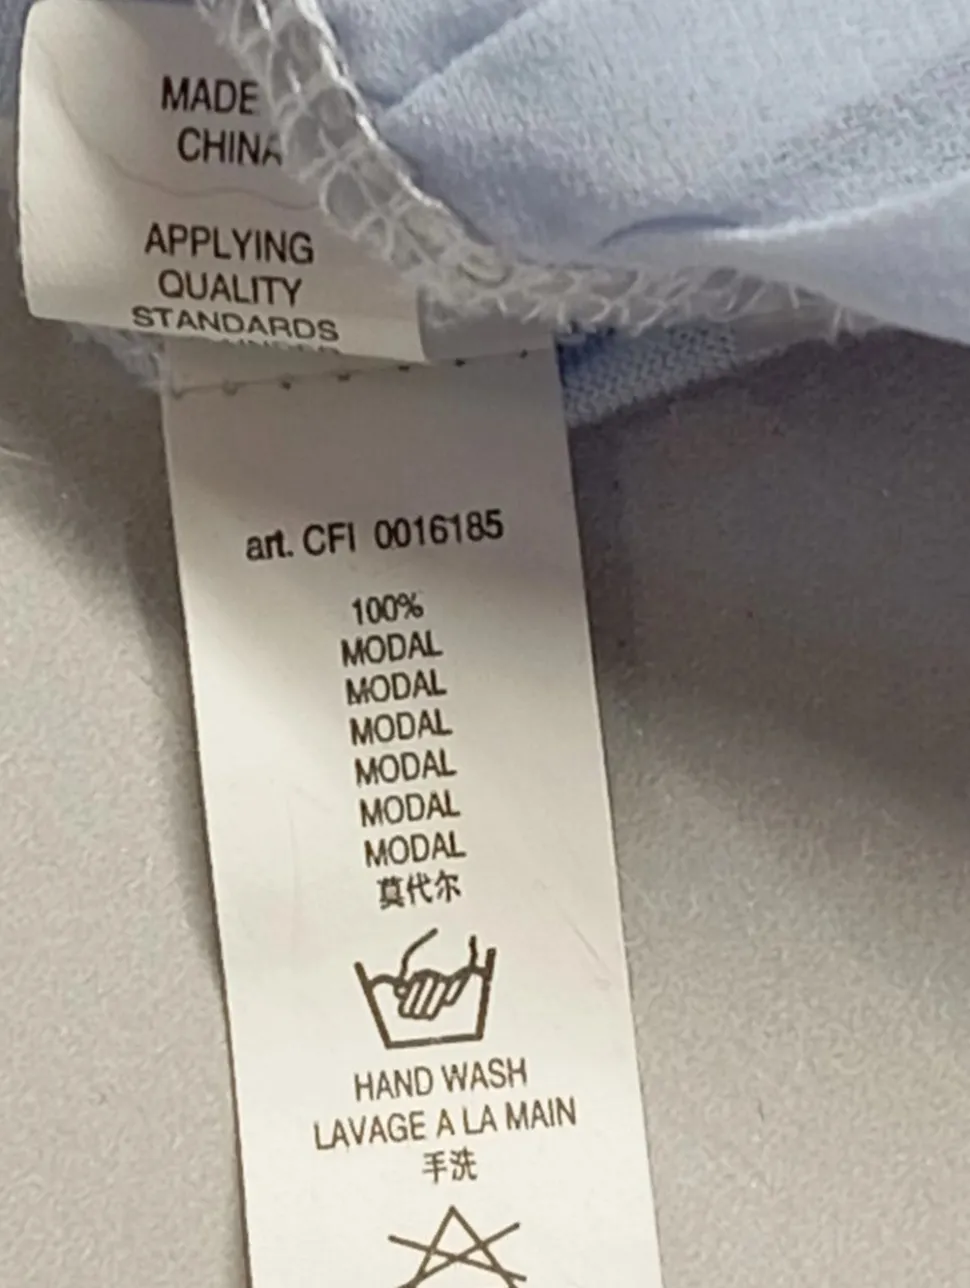 MADE
CHINA
APPLYING
QUALITY
STANDARDS
art. CFI 0016185
100%
MODAL
MODAL
MODAL
MODAL
MODAL
MODAL
莫代尔
HAND WASH
LAVAGE A LA MAIN
手洗